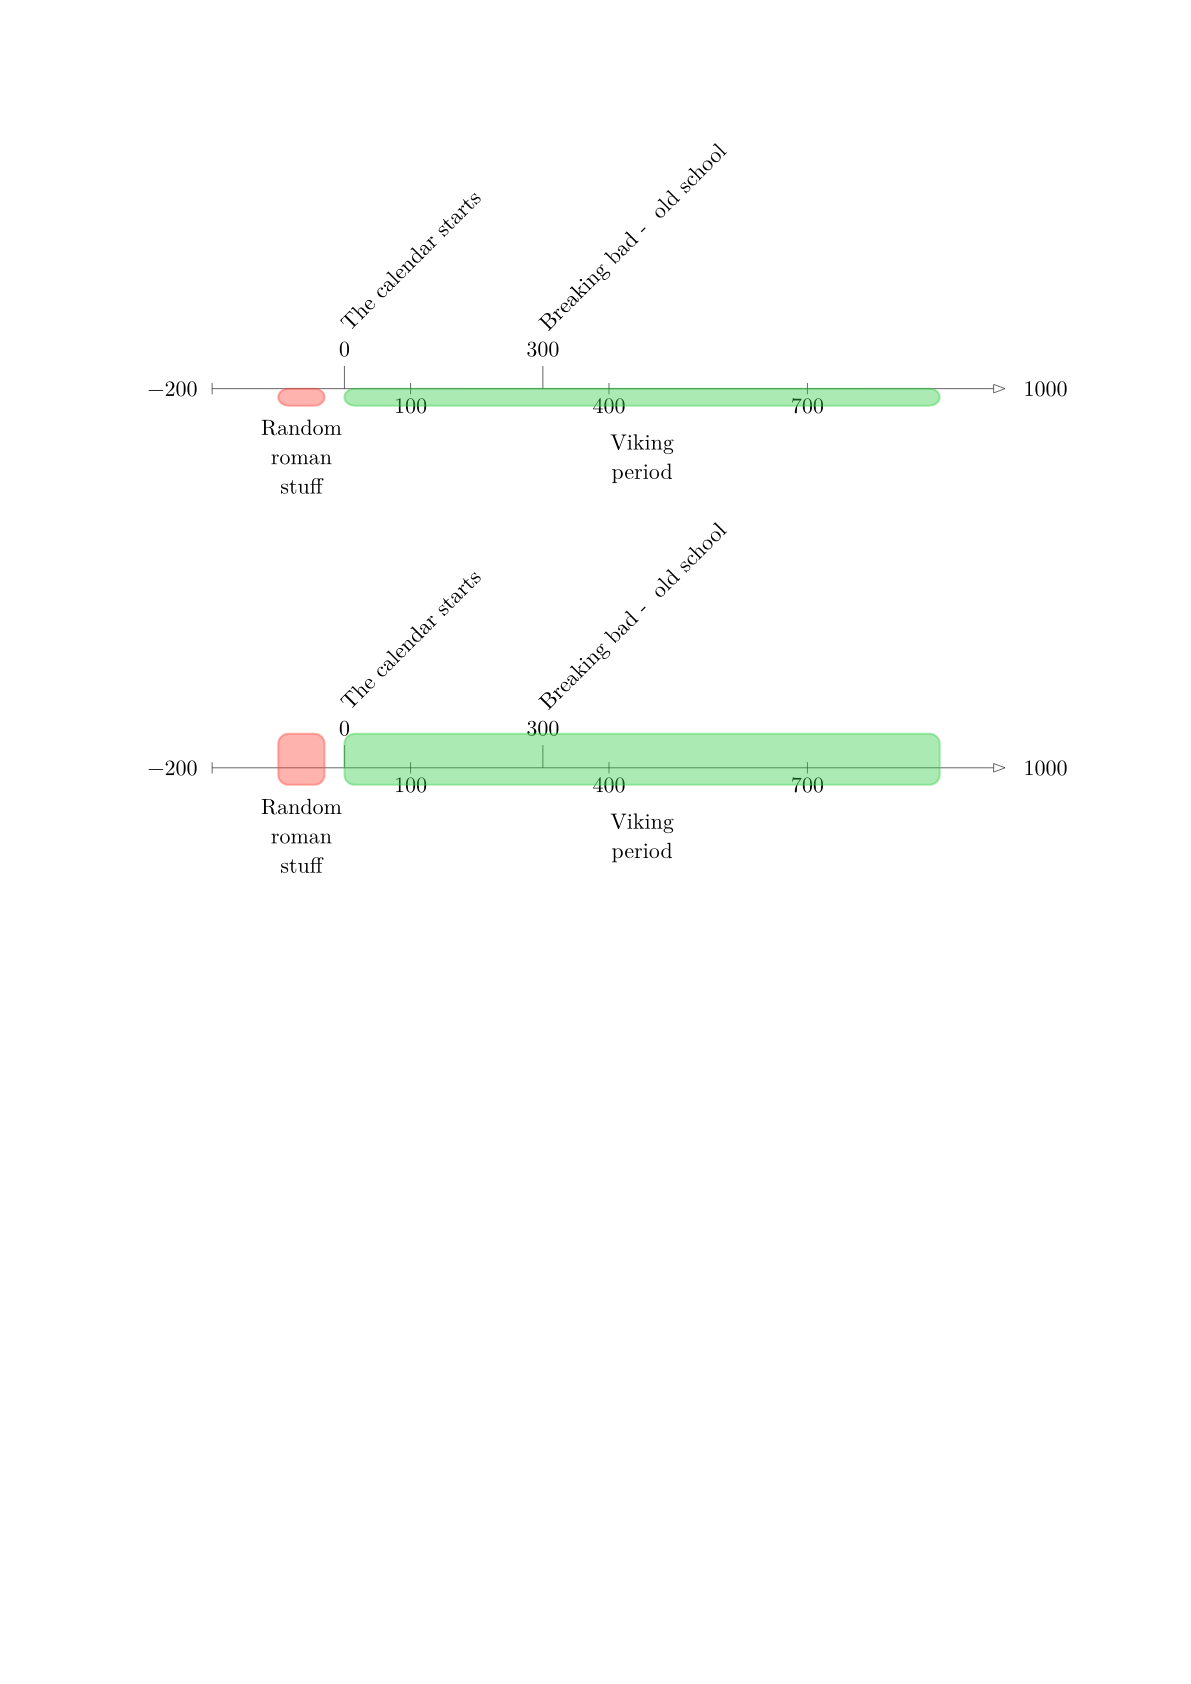 The calendar starts
Breaking bad - old school
0
300
−200
1000
100
400
700
Random
roman
stuff
Viking
period
The calendar starts
Breaking bad - old school
0
300
−200
1000
100
400
700
Random
roman
stuff
Viking
period